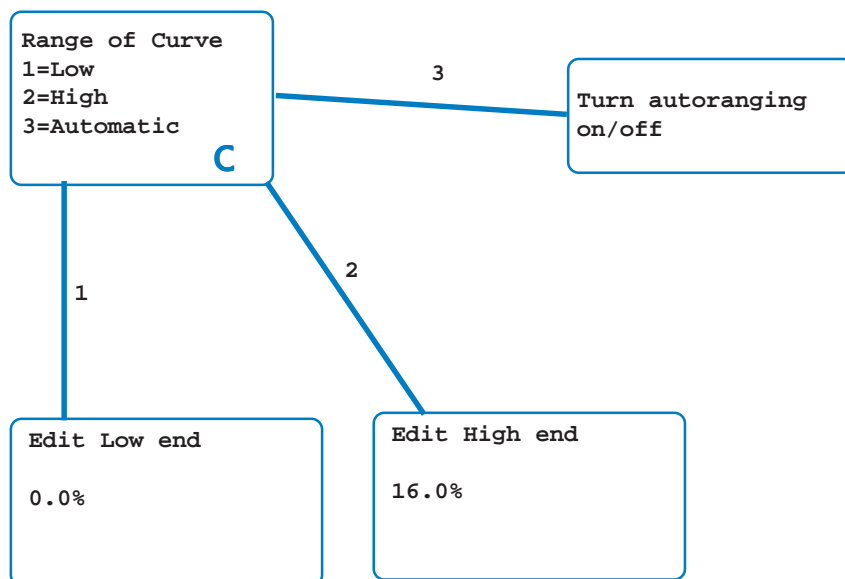 Range of Curve
1=Low
2=High
3=Automatic
C
3
Turn autoranging
on/off
2
1
Edit Low end
0.0%
Edit High end
16.0%